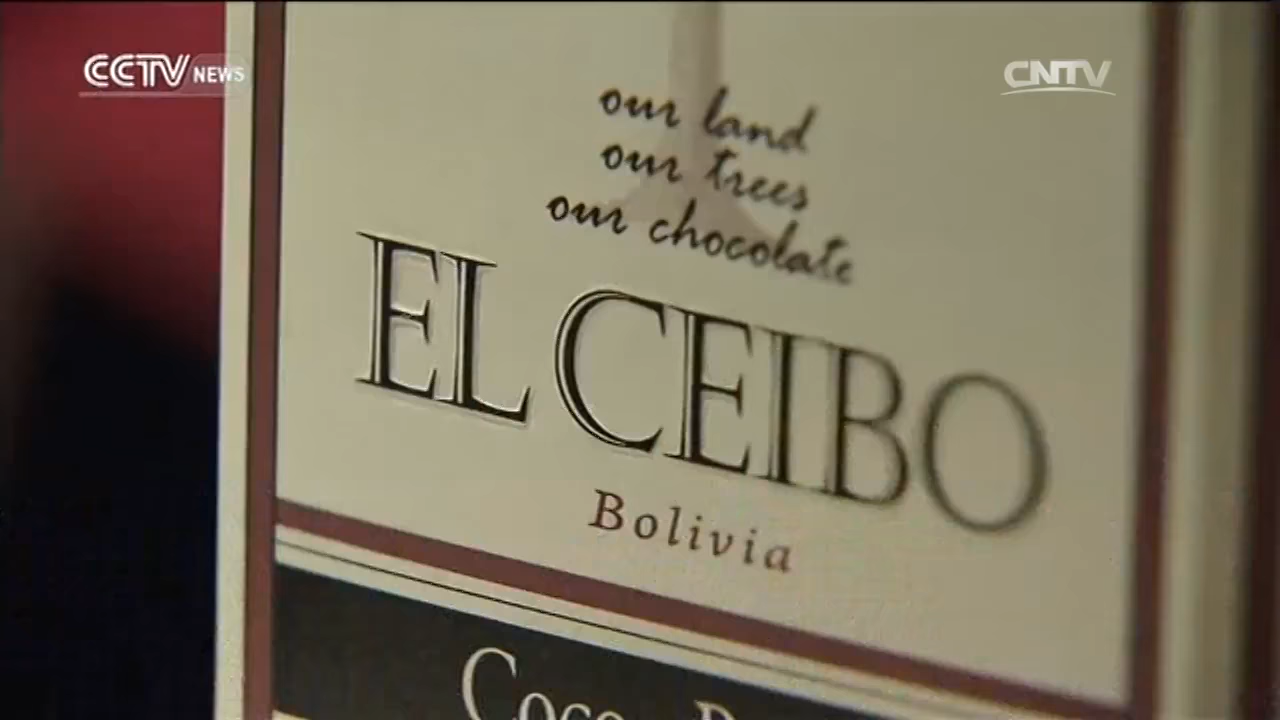 CCTV NEWS
CNTV
our land
our trees
our chocolate
EL CEIBO
Bolivia